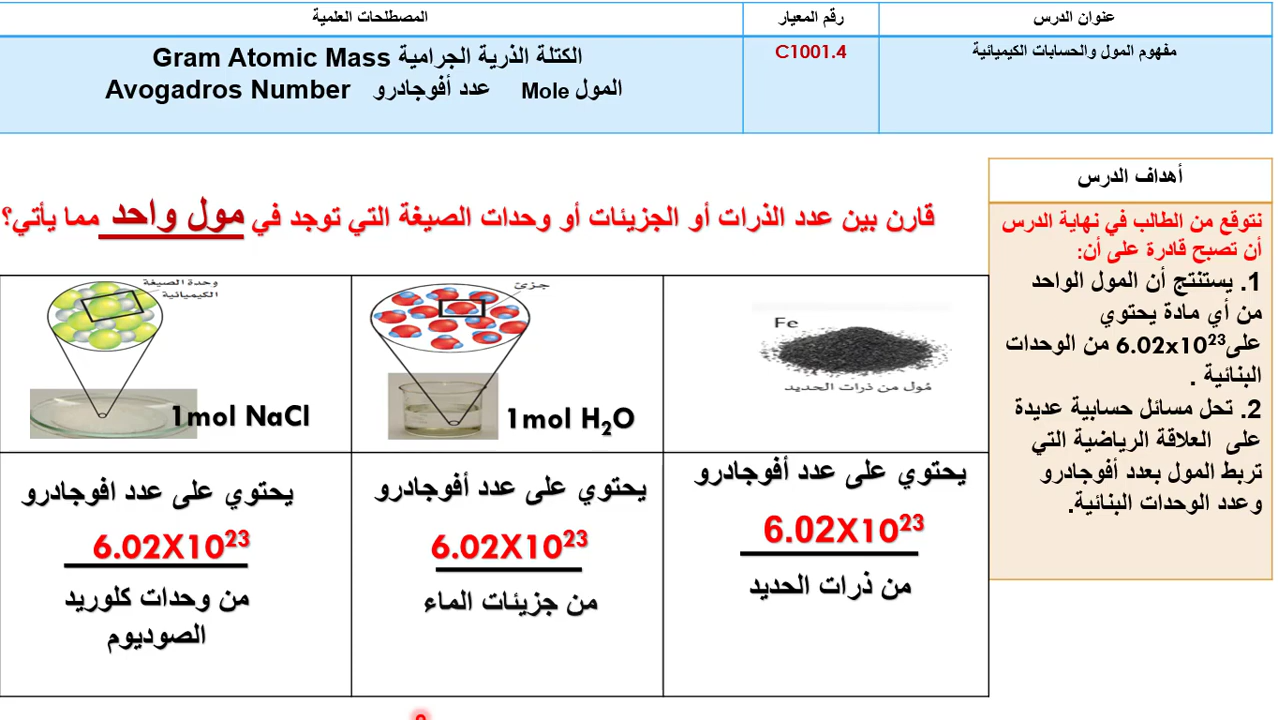 عنوان الدرس
رقم المعيار
المصطلحات العلمية
مفهوم المول والحسابات الكيميائية
C1001.4
الكتلة الذرية الجرامية Gram Atomic Mass
المول Mole عدد أفوجادرو Avogadros Number
أهداف الدرس
نتوقع من الطالب في نهاية الدرس
أن تصبح قادرة على أن:
1. يستنتج أن المول الواحد
من أي مادة يحتوي
على 6.02x10²³ من الوحدات
البنائية .
2. تحل مسائل حسابية عديدة
على العلاقة الرياضية التي
تربط المول بعدد أفوجادرو
وعدد الوحدات البنائية.
قارن بين عدد الذرات أو الجزيئات أو وحدات الصيغة التي توجد في مول واحد مما يأتي؟
Fe
مُول من ذرات الحديد
جزيء
1mol H₂O
وحدة الصيغة
الكيميائية
1mol NaCl
يحتوي على عدد أفوجادرو
6.02X10²³
من ذرات الحديد
يحتوي على عدد أفوجادرو
6.02X10²³
من جزيئات الماء
يحتوي على عدد افوجادرو
6.02X10²³
من وحدات كلوريد
الصوديوم